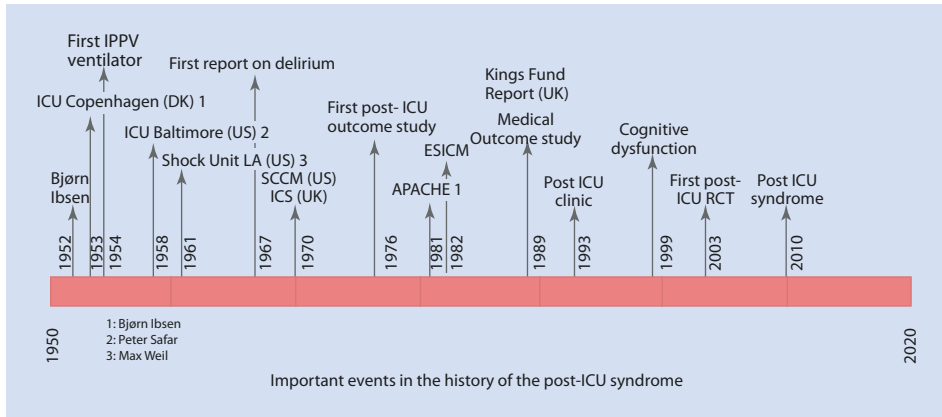 First IPPV
ventilator
First report on delirium
ICU Copenhagen (DK) 1
ICU Baltimore (US) 2
Shock Unit LA (US) 3
Bjørn
Ibsen
SCCM (US)
ICS (UK)
First post- ICU
outcome study
ESICM
APACHE 1
Kings Fund
Report (UK)
Medical
Outcome study
Post ICU
clinic
Cognitive
dysfunction
First post-
ICU RCT
Post ICU
syndrome
1952
1953
1954
1958
1961
1967
1970
1976
1981
1982
1989
1993
1999
2003
2010
1950
2020
1: Bjørn Ibsen
2: Peter Safar
3: Max Weil
Important events in the history of the post-ICU syndrome